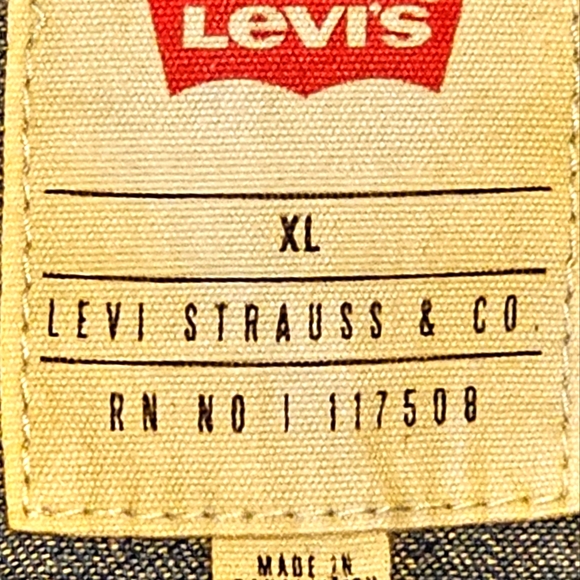 Levi's
XL
LEVI STRAUSS & CO.
RN NO | 117508
MADE IN